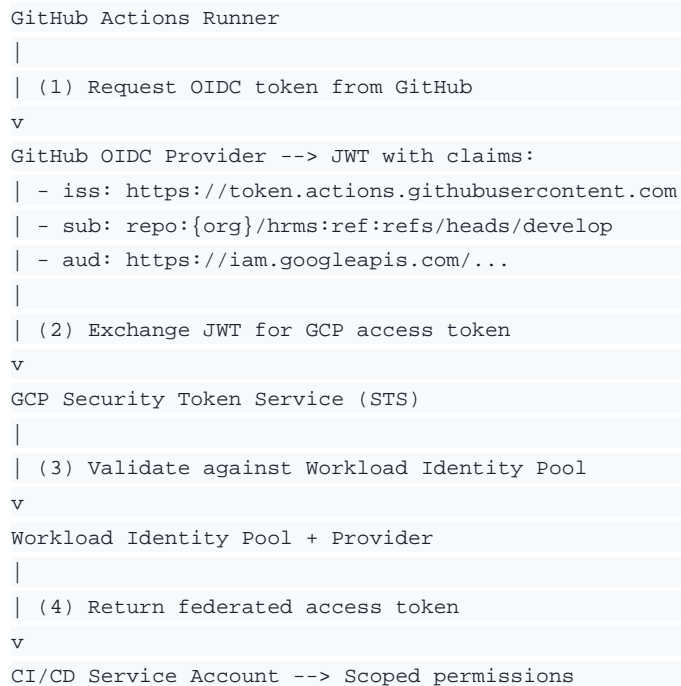 GitHub Actions Runner
|
| (1) Request OIDC token from GitHub
v
GitHub OIDC Provider --> JWT with claims:
| - iss: https://token.actions.githubusercontent.com
| - sub: repo:{org}/hrms:ref:refs/heads/develop
| - aud: https://iam.googleapis.com/...
|
| (2) Exchange JWT for GCP access token
v
GCP Security Token Service (STS)
|
| (3) Validate against Workload Identity Pool
v
Workload Identity Pool + Provider
|
| (4) Return federated access token
v
CI/CD Service Account --> Scoped permissions